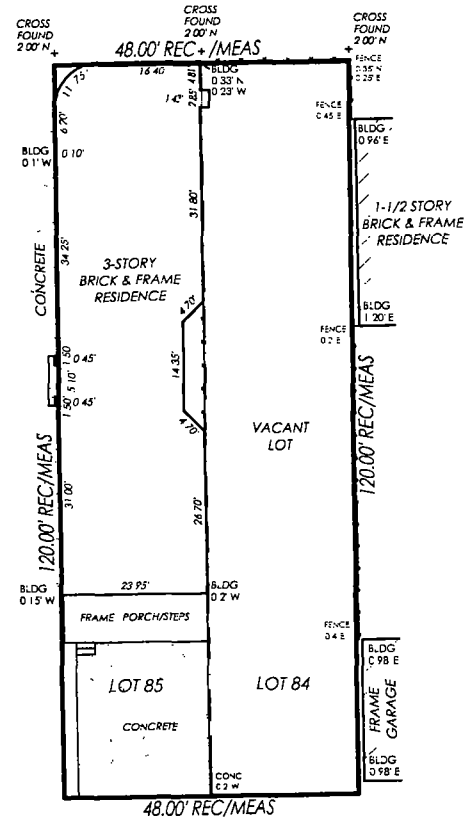 CROSS
FOUND
2.00' N
CROSS
FOUND
2.00' N
CROSS
FOUND
2.00' N
48.00' REC /MEAS
16.40
11.75'
4.81'
BLDG
0.33' N
0.23' W
FENCE
0.35' N
0.25' E
1.43'
2.85'
6.20'
FENCE
0.45 E
BLDG
0.1' W
0.10'
BLDG
0.96' E
31.80'
1-1/2 STORY
BRICK & FRAME
RESIDENCE
34.25'
CONCRETE
3-STORY
BRICK & FRAME
RESIDENCE
4.70'
BLDG
1.20' E
FENCE
0.2 E
1.50
0.45'
5.10'
14.35'
1.50'
0.45'
4.70'
VACANT
LOT
120.00' REC/MEAS
120.00' REC/MEAS
31.00'
26.70'
BLDG
0.15' W
23.95'
BLDG
0.2' W
FRAME PORCH/STEPS
FENCE
0.4 E
BLDG
0.98 E
LOT 85
LOT 84
FRAME
GARAGE
CONCRETE
BLDG
0.98' E
CONC
0.2 W
48.00' REC/MEAS